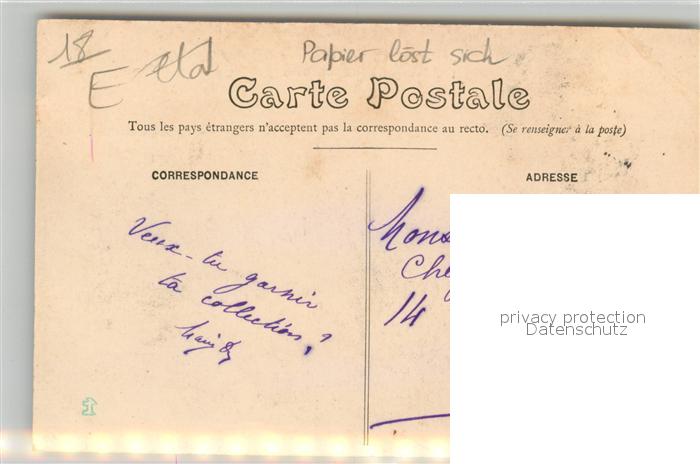 18
E
Papier löst sich
Carte Postale
Tous les pays étrangers n'acceptent pas la correspondance au recto. (Se renseigner à la poste)
CORRESPONDANCE
Veux-tu garnir
ta collection?
ADRESSE
Mons
Che
14
privacy protection
Datenschutz